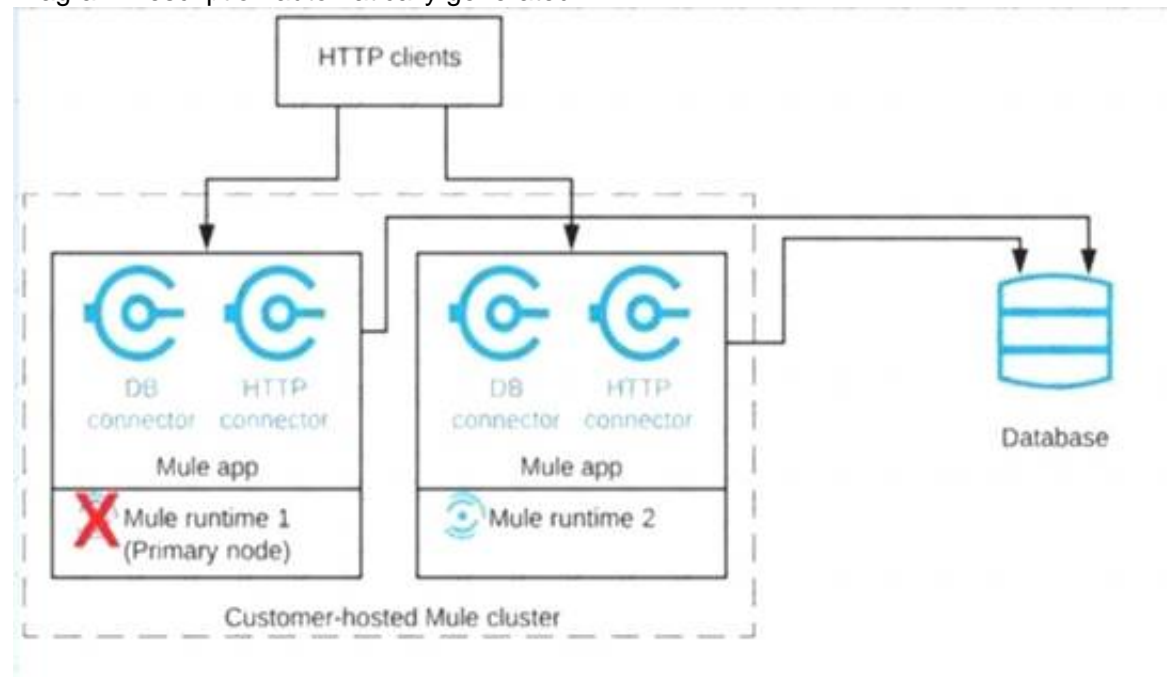 HTTP clients
DB
connector
HTTP
connector
Mule app
Mule runtime 1
(Primary node)
DB
connector
HTTP
connector
Mule app
Mule runtime 2
Database
Customer-hosted Mule cluster